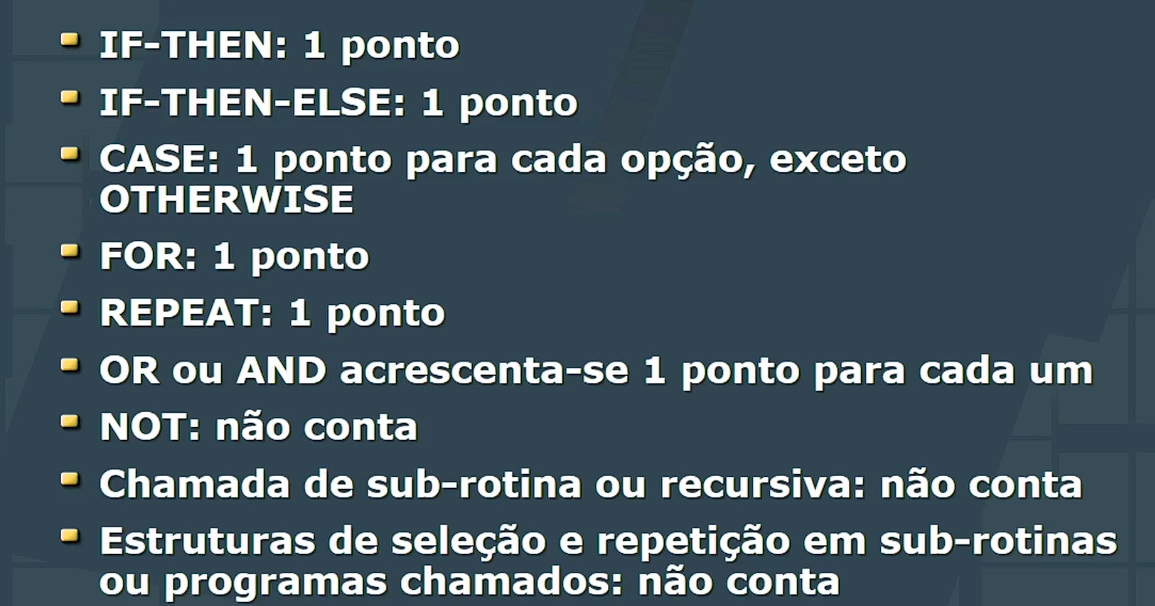 IF-THEN: 1 ponto
IF-THEN-ELSE: 1 ponto
CASE: 1 ponto para cada opção, exceto
OTHERWISE
FOR: 1 ponto
REPEAT: 1 ponto
OR ou AND acrescenta-se 1 ponto para cada um
NOT: não conta
Chamada de sub-rotina ou recursiva: não conta
Estruturas de seleção e repetição em sub-rotinas
ou programas chamados: não conta